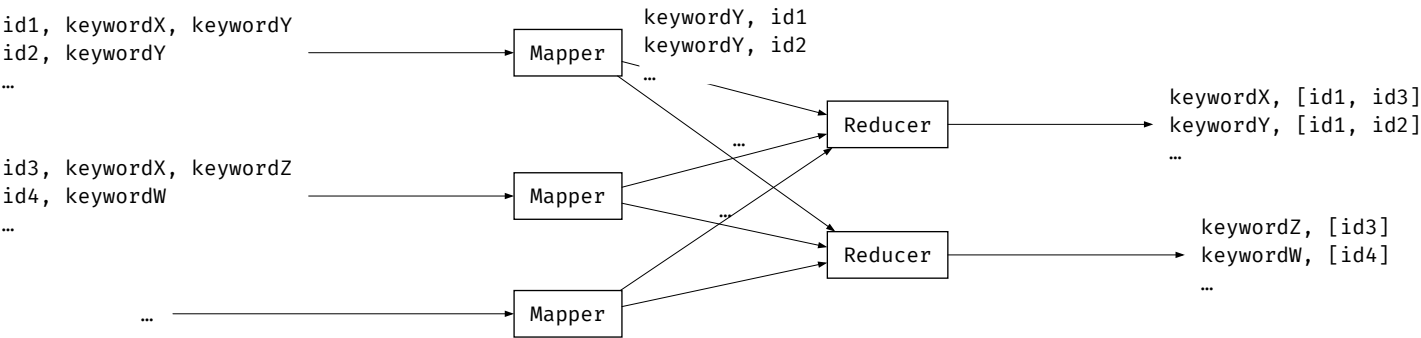 id1, keywordX, keywordY
id2, keywordY
…
Mapper
keywordY, id1
keywordY, id2
…
id3, keywordX, keywordZ
id4, keywordW
…
Mapper
…
…
…
Mapper
Reducer
keywordX, [id1, id3]
keywordY, [id1, id2]
…
Reducer
keywordZ, [id3]
keywordW, [id4]
…